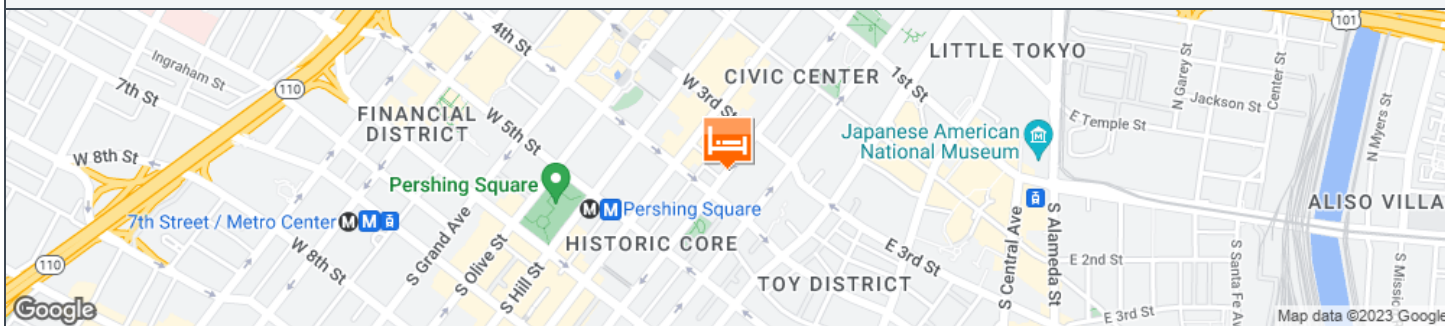 101
4th St
LITTLE TOKYO
N Garey St
Center St
Ingraham St
CIVIC CENTER
1st St
7th St
110
W 3rd St
Jackson St
N Myers St
FINANCIAL
DISTRICT
W 5th St
E Temple St
Japanese American
National Museum
W 8th St
Pershing Square
M M Pershing Square
ALISO VILLA
7th Street / Metro Center M M
S Grand Ave
S Olive St
S Hill St
HISTORIC CORE
W 8th St
E 3rd St
S Central Ave
S Alameda St
E 2nd St
S Santa Fe Av
S Missic
110
TOY DISTRICT
E 3rd St
Google
Map data ©2023 Google